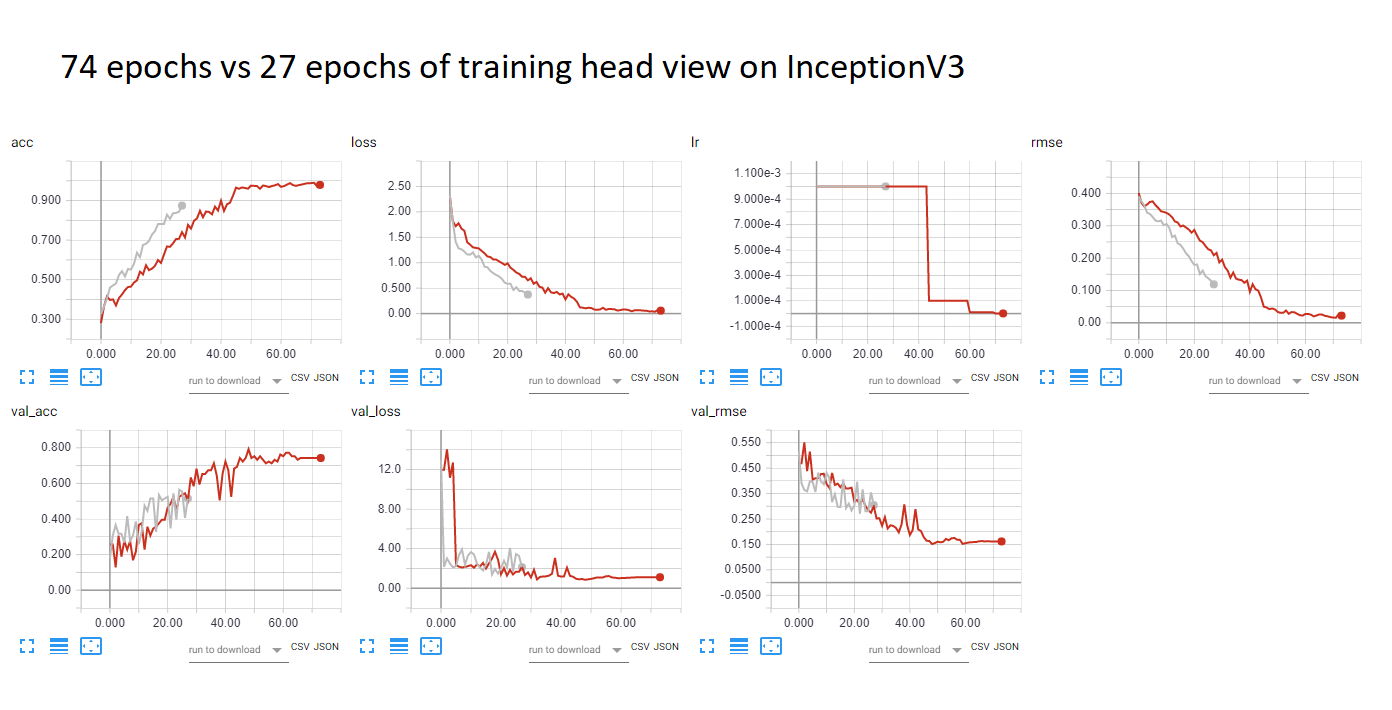 74 epochs vs 27 epochs of training head view on InceptionV3
acc
0.900
0.700
0.500
0.300
0.000 20.00 40.00 60.00
run to download CSV JSON
loss
2.50
2.00
1.50
1.00
0.500
0.00
0.000 20.00 40.00 60.00
run to download CSV JSON
lr
1.100e-3
9.000e-4
7.000e-4
5.000e-4
3.000e-4
1.000e-4
-1.000e-4
0.000 20.00 40.00 60.00
run to download CSV JSON
rmse
0.400
0.300
0.200
0.100
0.00
0.000 20.00 40.00 60.00
run to download CSV JSON
val_acc
0.800
0.600
0.400
0.200
0.00
0.000 20.00 40.00 60.00
run to download CSV JSON
val_loss
12.0
8.00
4.00
0.00
0.000 20.00 40.00 60.00
run to download CSV JSON
val_rmse
0.550
0.450
0.350
0.250
0.150
0.0500
-0.0500
0.000 20.00 40.00 60.00
run to download CSV JSON